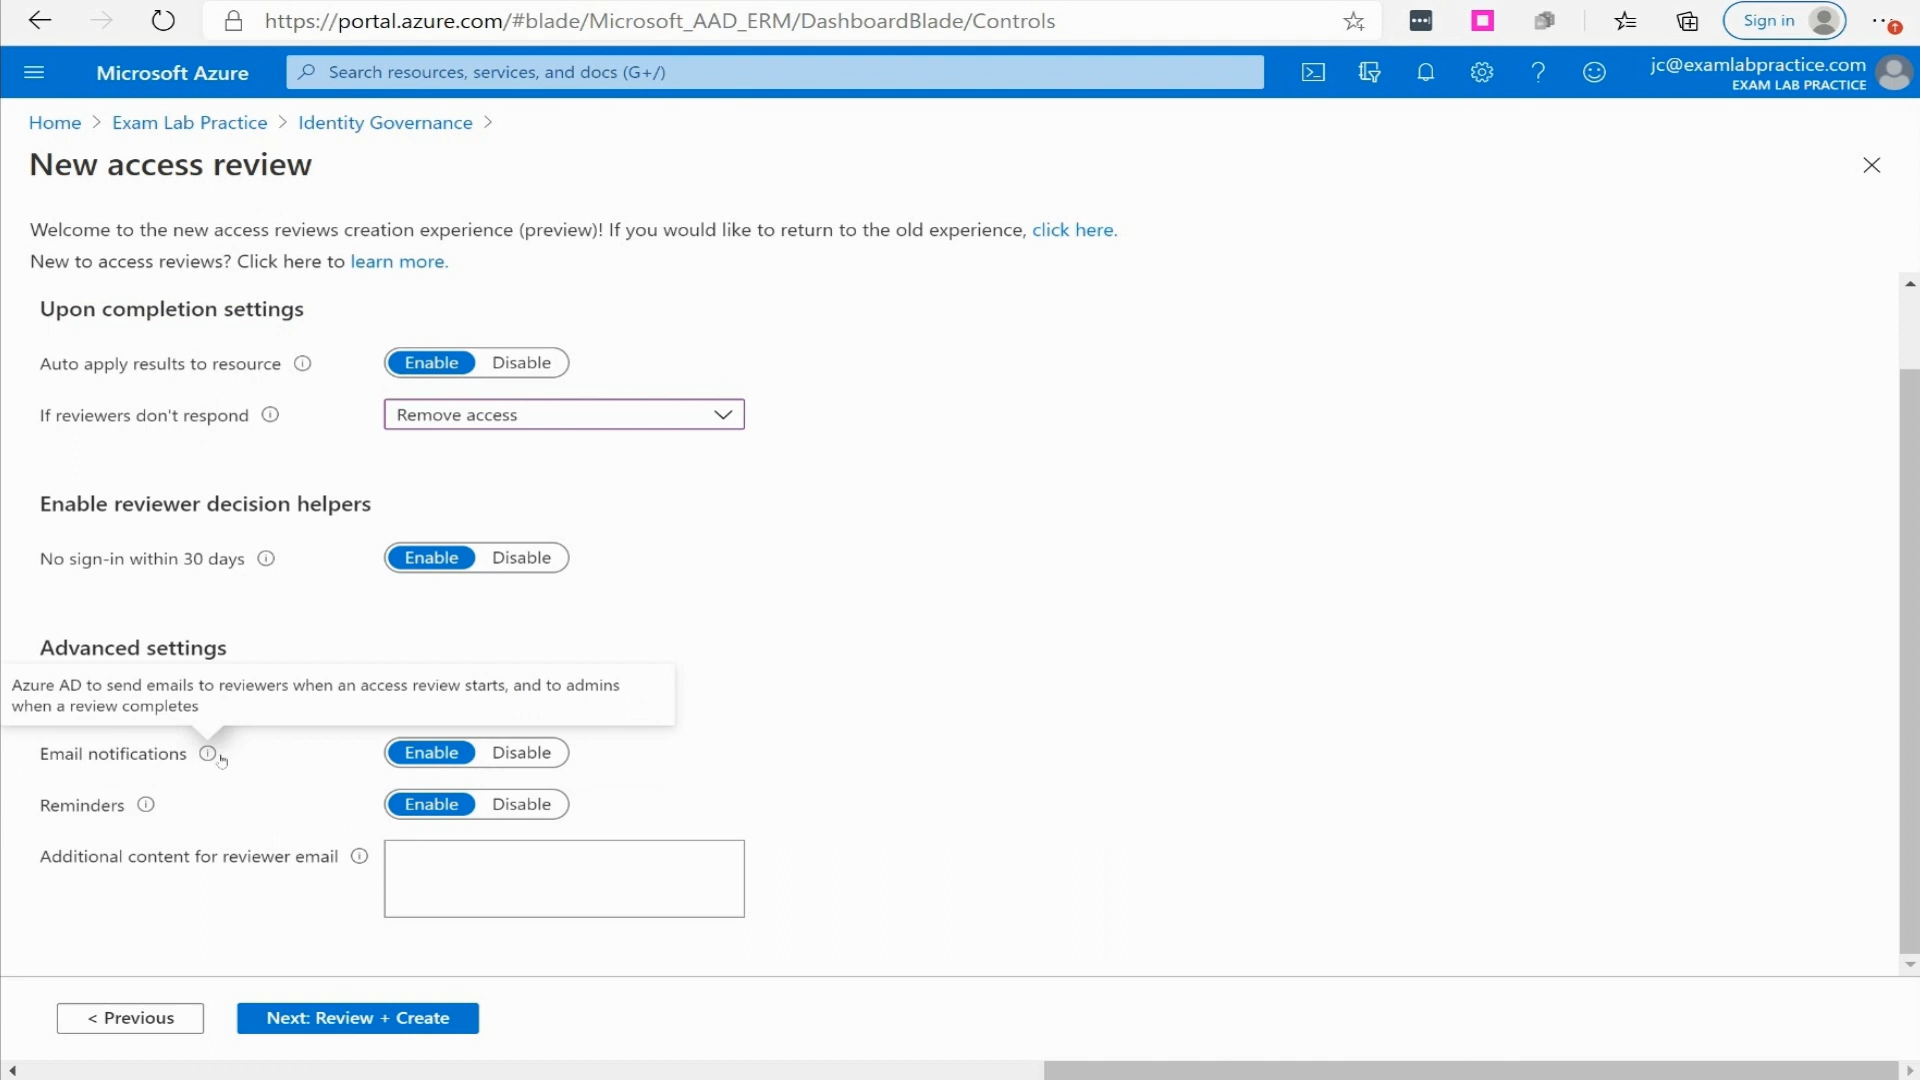 https://portal.azure.com/#blade/Microsoft_AAD_ERM/DashboardBlade/Controls
Sign in
Microsoft Azure
Search resources, services, and docs (G+/)
jc@examlabpractice.com
EXAM LAB PRACTICE
Home > Exam Lab Practice > Identity Governance >
New access review
Welcome to the new access reviews creation experience (preview)! If you would like to return to the old experience, click here.
New to access reviews? Click here to learn more.
Upon completion settings
Auto apply results to resource Enable Disable
If reviewers don't respond Remove access
Enable reviewer decision helpers
No sign-in within 30 days Enable Disable
Advanced settings
Azure AD to send emails to reviewers when an access review starts, and to admins
when a review completes
Email notifications Enable Disable
Reminders Enable Disable
Additional content for reviewer email
< Previous
Next: Review + Create